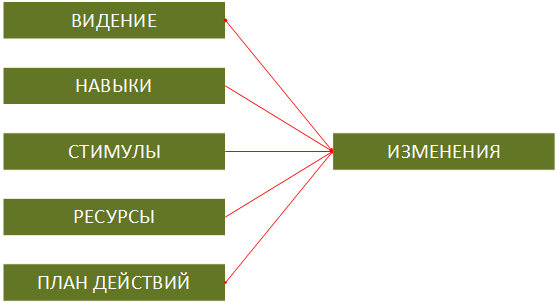 ВИДЕНИЕ
НАВЫКИ
СТИМУЛЫ
РЕСУРСЫ
ПЛАН ДЕЙСТВИЙ
ИЗМЕНЕНИЯ